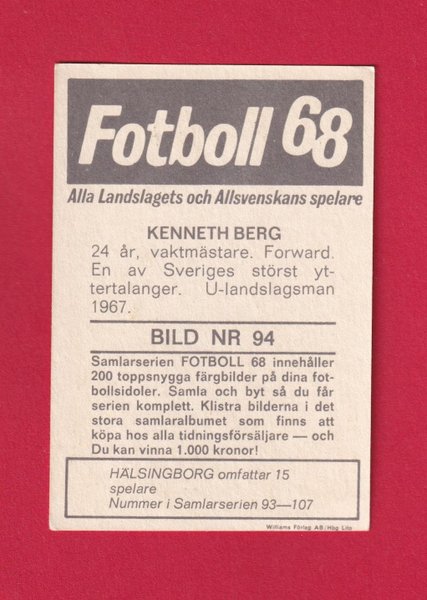 Fotboll 68
Alla Landslagets och Allsvenskans spelare
KENNETH BERG
24 år, vaktmästare. Forward.
En av Sveriges störst yt-
tertalanger. U-landslagsman
1967.
BILD NR 94
Samlarserien FOTBOLL 68 innehåller
200 toppsnygga färgbilder på dina fot-
bollsidoler. Samla och byt så du får
serien komplett. Klistra bilderna i det
stora samlaralbumet som finns att
köpa hos alla tidningsförsäljare — och
Du kan vinna 1.000 kronor!
HÄLSINGBORG omfattar 15
spelare
Nummer i Samlarserien 93—107
Williams Förlag AB/Hbg Lito